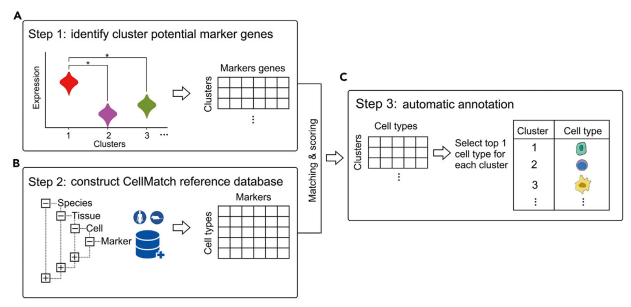 A
Step 1: identify cluster potential marker genes
Expression
*
*
1 2 3 ...
Clusters
Markers genes
Clusters
⋮
B
Step 2: construct CellMatch reference database
Species
Tissue
Cell
Marker
Markers
Cell types
Matching & scoring
C
Step 3: automatic annotation
Cell types
Clusters
⋮
Select top 1
cell type for
each cluster
Cluster Cell type
1
2
3
⋮ ⋮